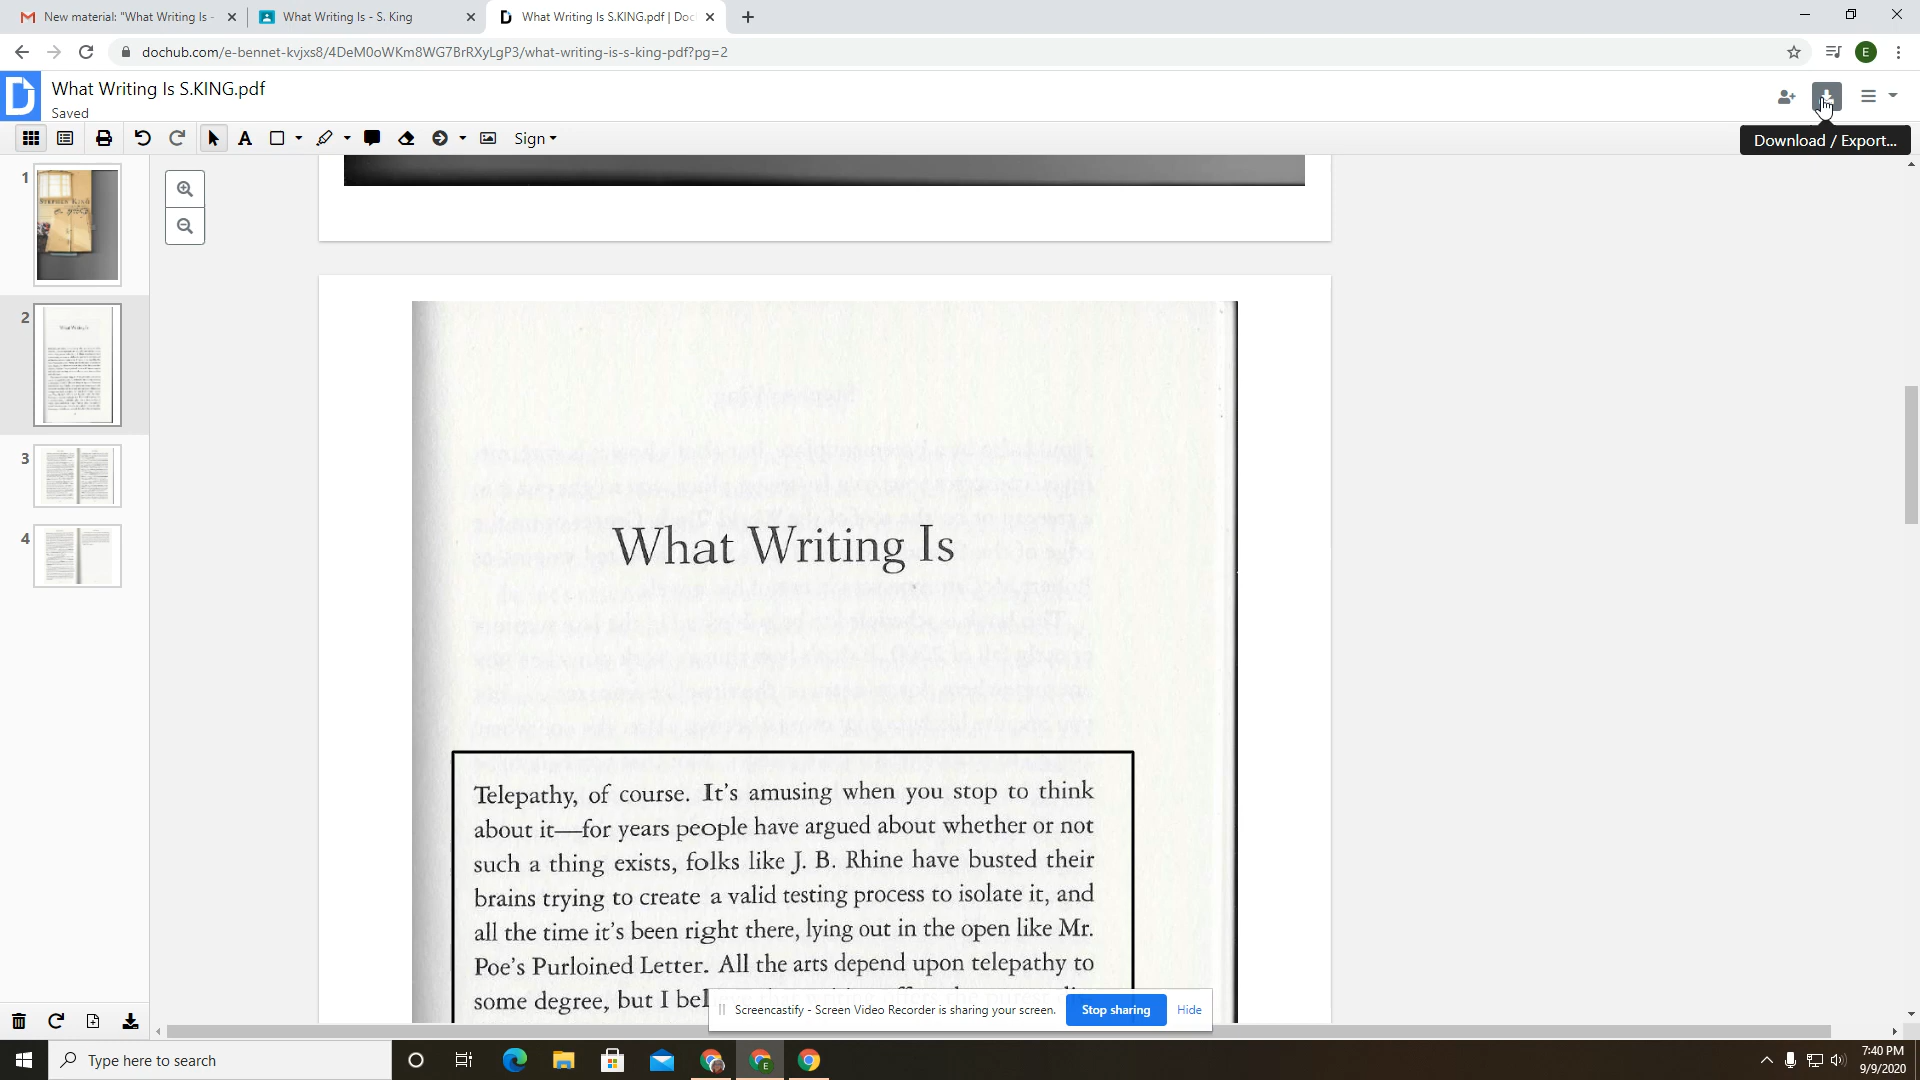 New material: "What Writing Is -
What Writing Is - S. King
What Writing Is S.KING.pdf | Doc
dochub.com/e-bennet-kvjxs8/4DeM0oWKm8WG7BrRXyLgP3/what-writing-is-s-king-pdf?pg=2
E
What Writing Is S.KING.pdf
Saved
Sign
Download / Export...
1
STEPHEN KING
2
What Writing Is
3
4
What Writing Is
Telepathy, of course. It's amusing when you stop to think
about it—for years people have argued about whether or not
such a thing exists, folks like J. B. Rhine have busted their
brains trying to create a valid testing process to isolate it, and
all the time it's been right there, lying out in the open like Mr.
Poe's Purloined Letter. All the arts depend upon telepathy to
some degree, but I bel
Screencastify - Screen Video Recorder is sharing your screen.
Stop sharing
Hide
Type here to search
7:40 PM
9/9/2020